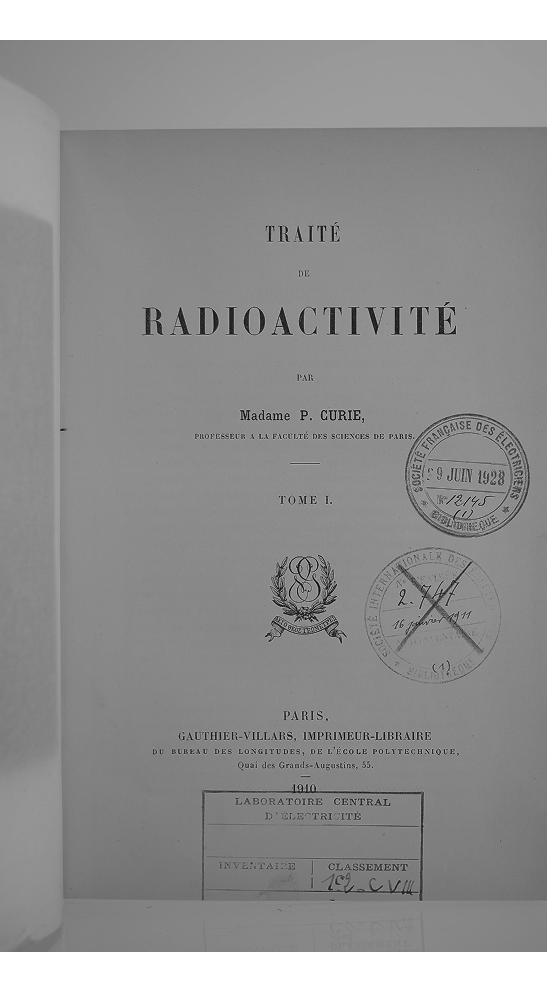 TRAITÉ
DE
RADIOACTIVITÉ
PAR
Madame P. CURIE,
PROFESSEUR A LA FACULTÉ DES SCIENCES DE PARIS.
TOME I.
SOCIÉTÉ FRANÇAISE DES ÉLECTRICIENS
9 JUIN 1928
N° 12145
(1)
* BIBLIOTHÈQUE *
SOCIÉTÉ INTERNATIONALE DES
2.747
16 janvier 1911
(1)
PARIS,
GAUTHIER-VILLARS, IMPRIMEUR-LIBRAIRE
DU BUREAU DES LONGITUDES, DE L'ÉCOLE POLYTECHNIQUE,
Quai des Grands-Augustins, 55.
1910
LABORATOIRE CENTRAL
D'ÉLECTRICITÉ
INVENTAIRE CLASSEMENT